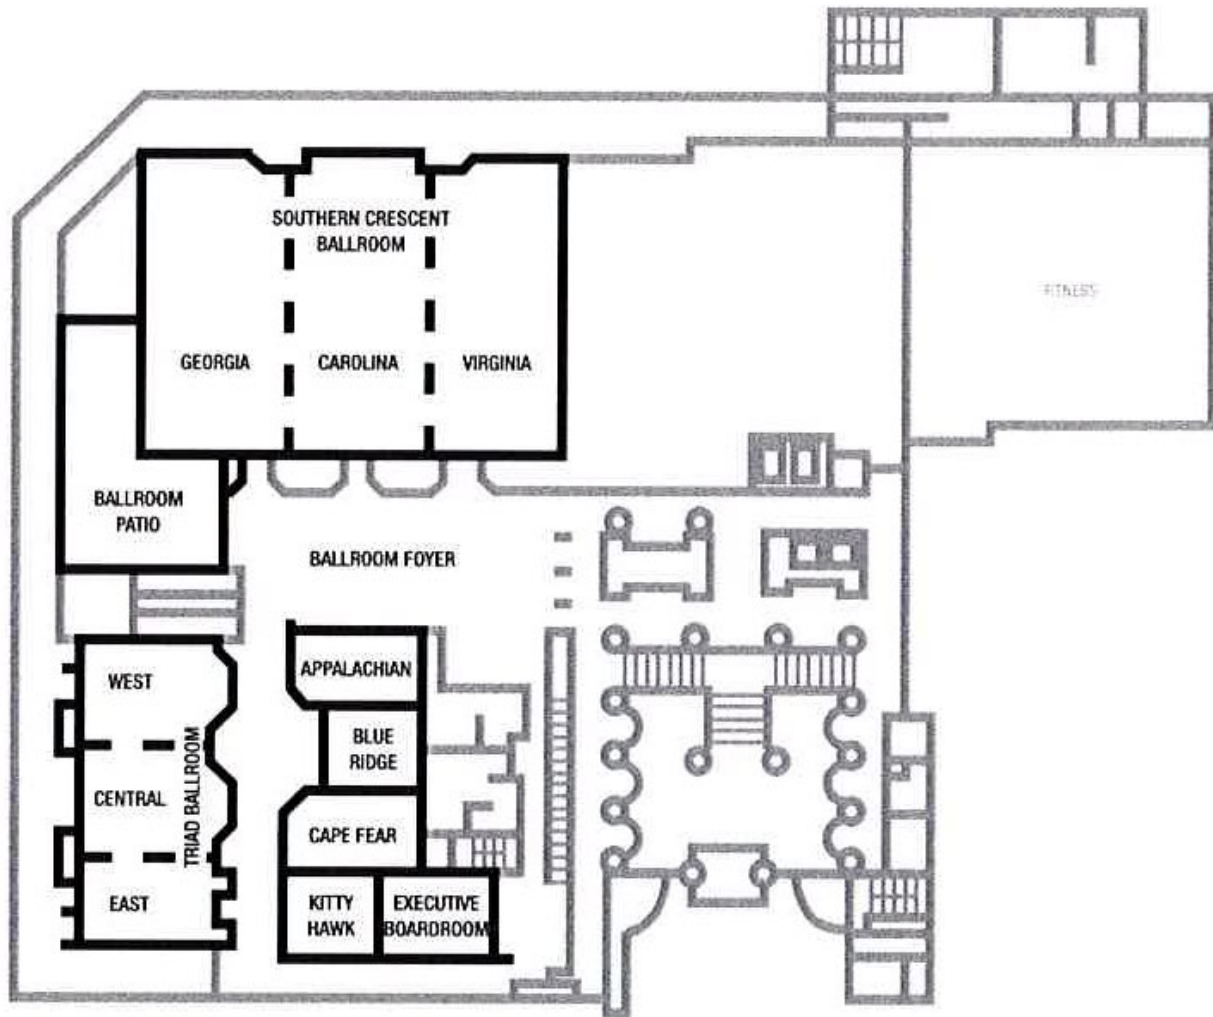 SOUTHERN CRESCENT
BALLROOM
FITNESS
GEORGIA
CAROLINA
VIRGINIA
BALLROOM
PATIO
BALLROOM FOYER
APPALACHIAN
WEST
BLUE
RIDGE
TRIAD BALLROOM
CENTRAL
CAPE FEAR
EAST
KITTY
HAWK
EXECUTIVE
BOARDROOM